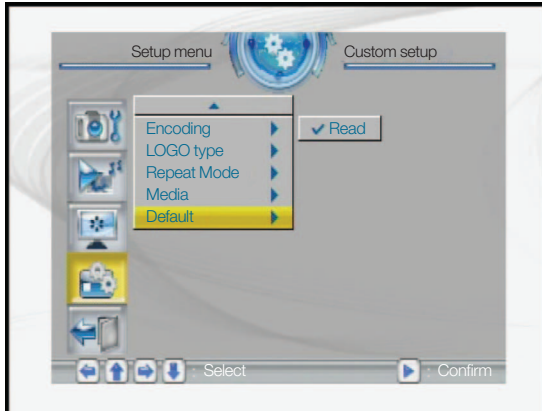 Setup menu
Custom setup
Encoding
Read
LOGO type
Repeat Mode
Media
Default
: Select
: Confirm